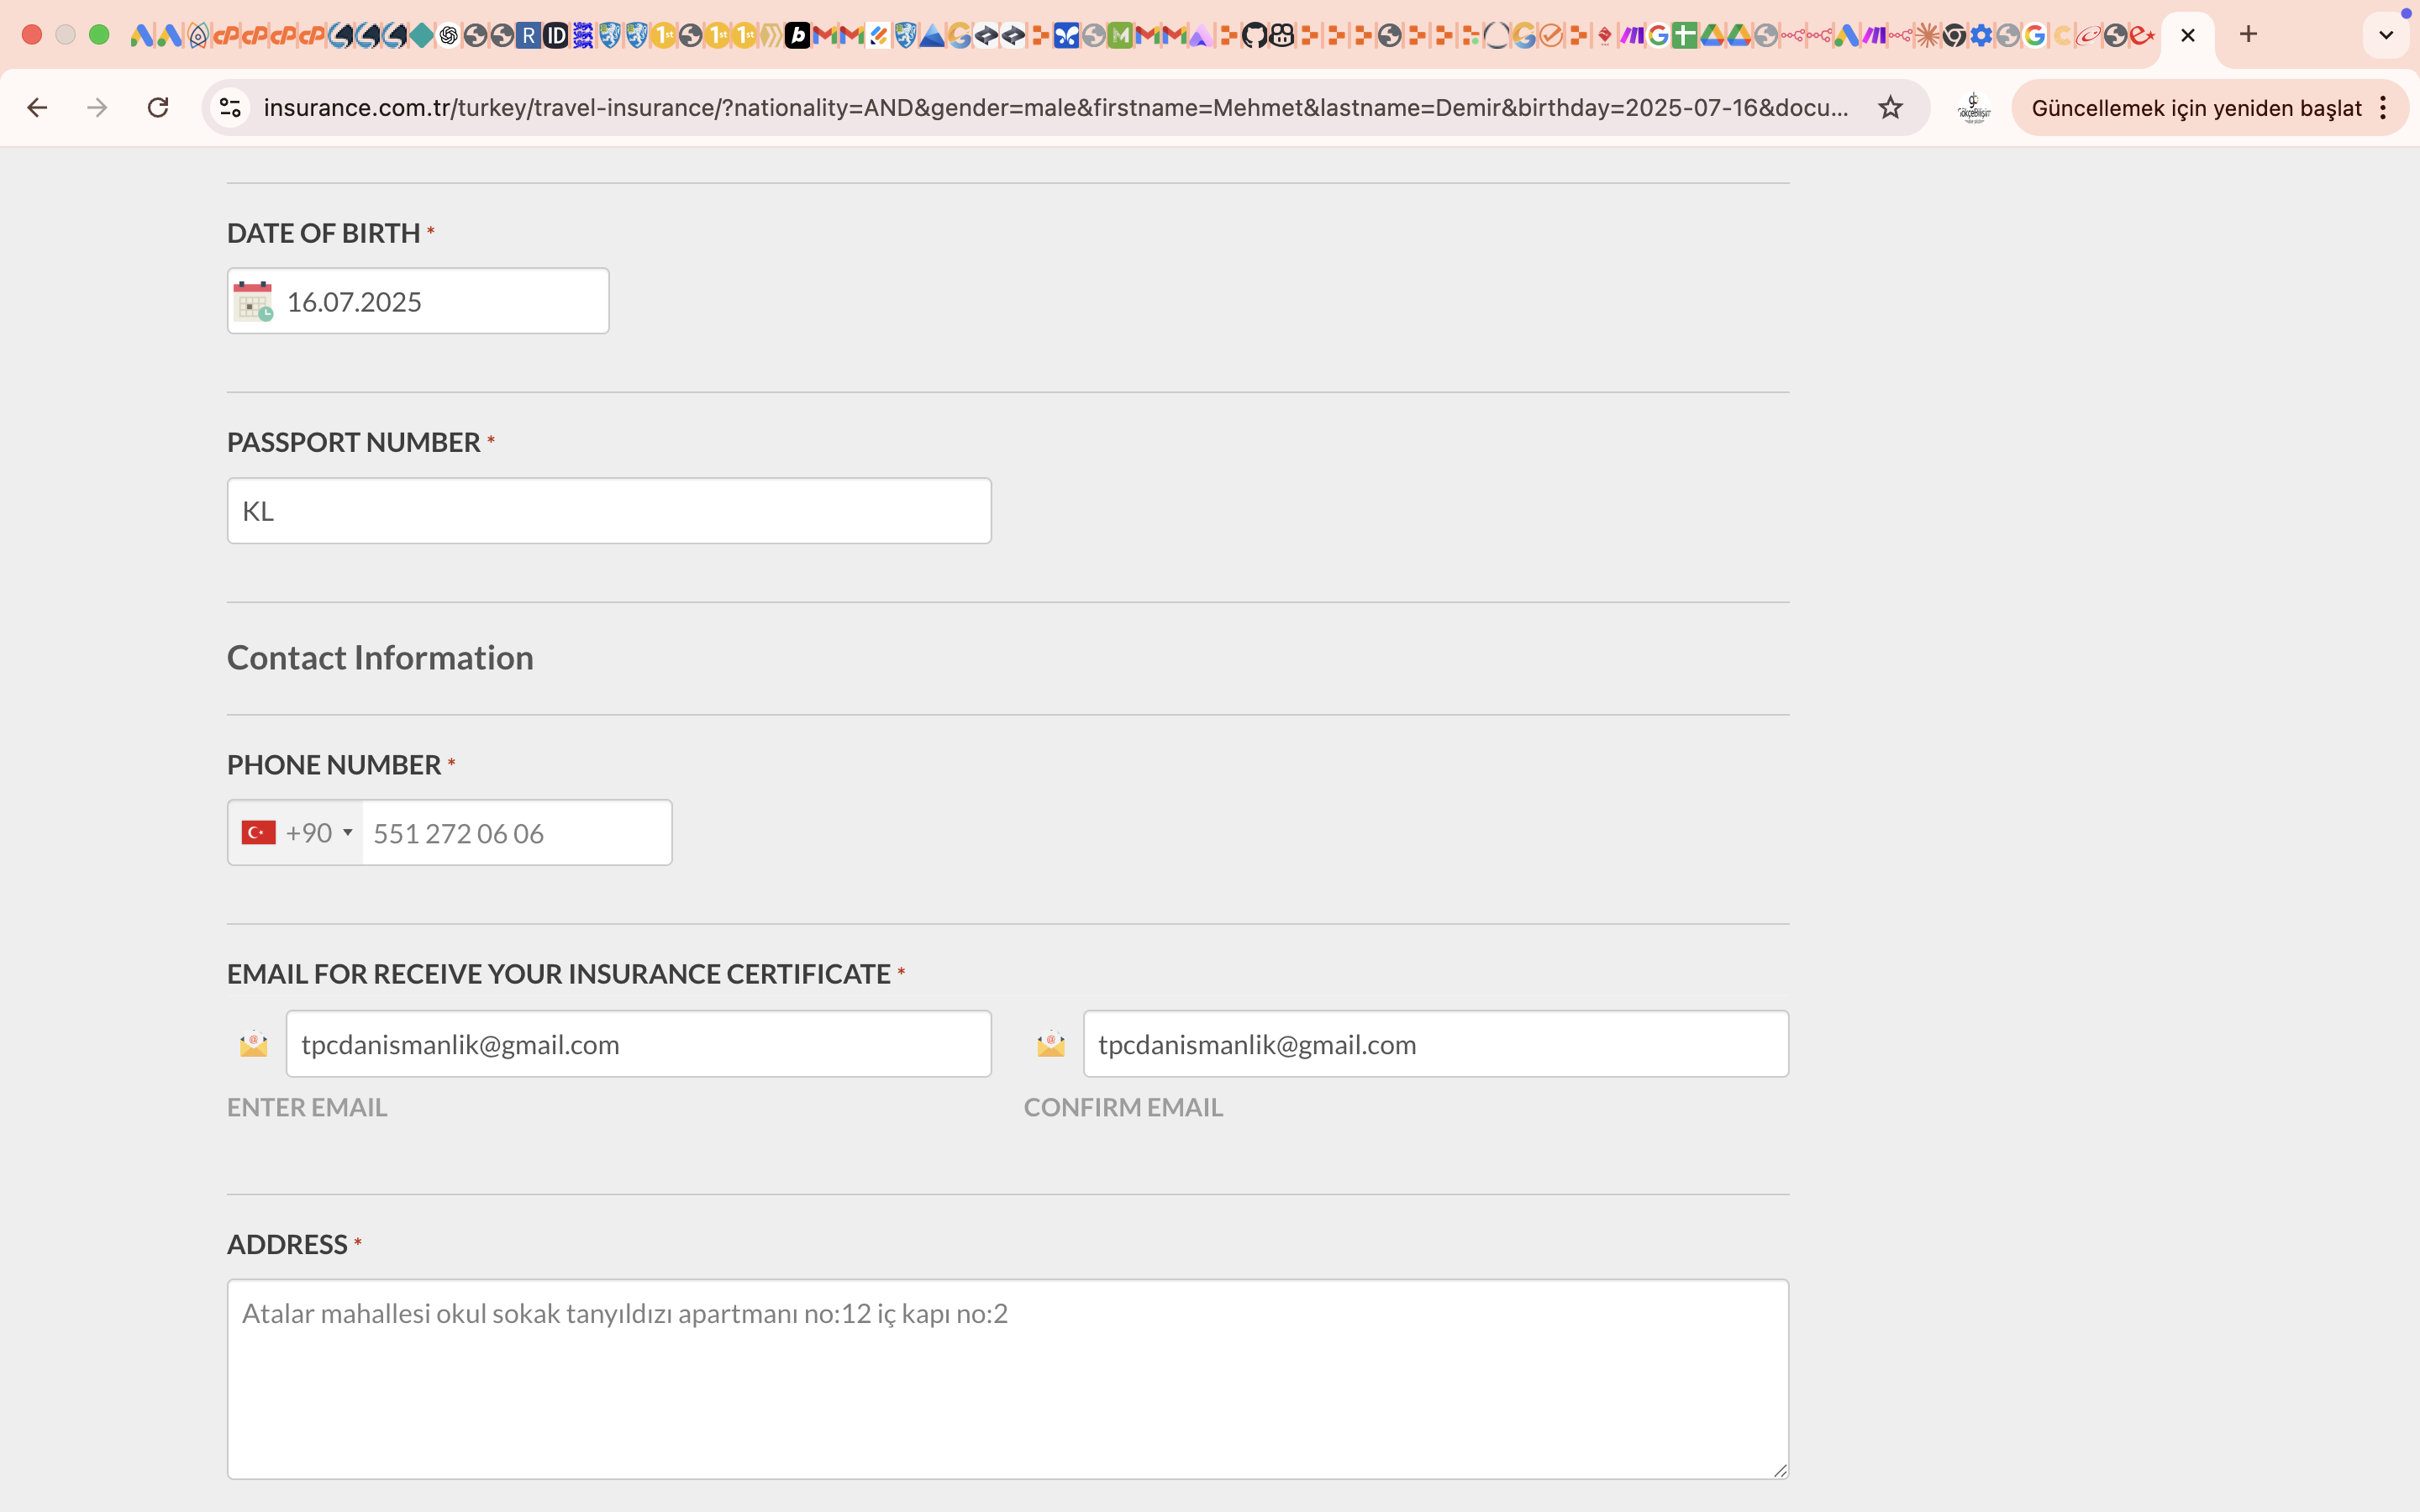 insurance.com.tr/turkey/travel-insurance/?nationality=AND&gender=male&firstname=Mehmet&lastname=Demir&birthday=2025-07-16&docu...
Güncellemek için yeniden başlat
DATE OF BIRTH *
16.07.2025
PASSPORT NUMBER *
KL
Contact Information
PHONE NUMBER *
+90 551 272 06 06
EMAIL FOR RECEIVE YOUR INSURANCE CERTIFICATE *
tpcdanismanlik@gmail.com tpcdanismanlik@gmail.com
ENTER EMAIL CONFIRM EMAIL
ADDRESS *
Atalar mahallesi okul sokak tanyıldızı apartmanı no:12 iç kapı no:2